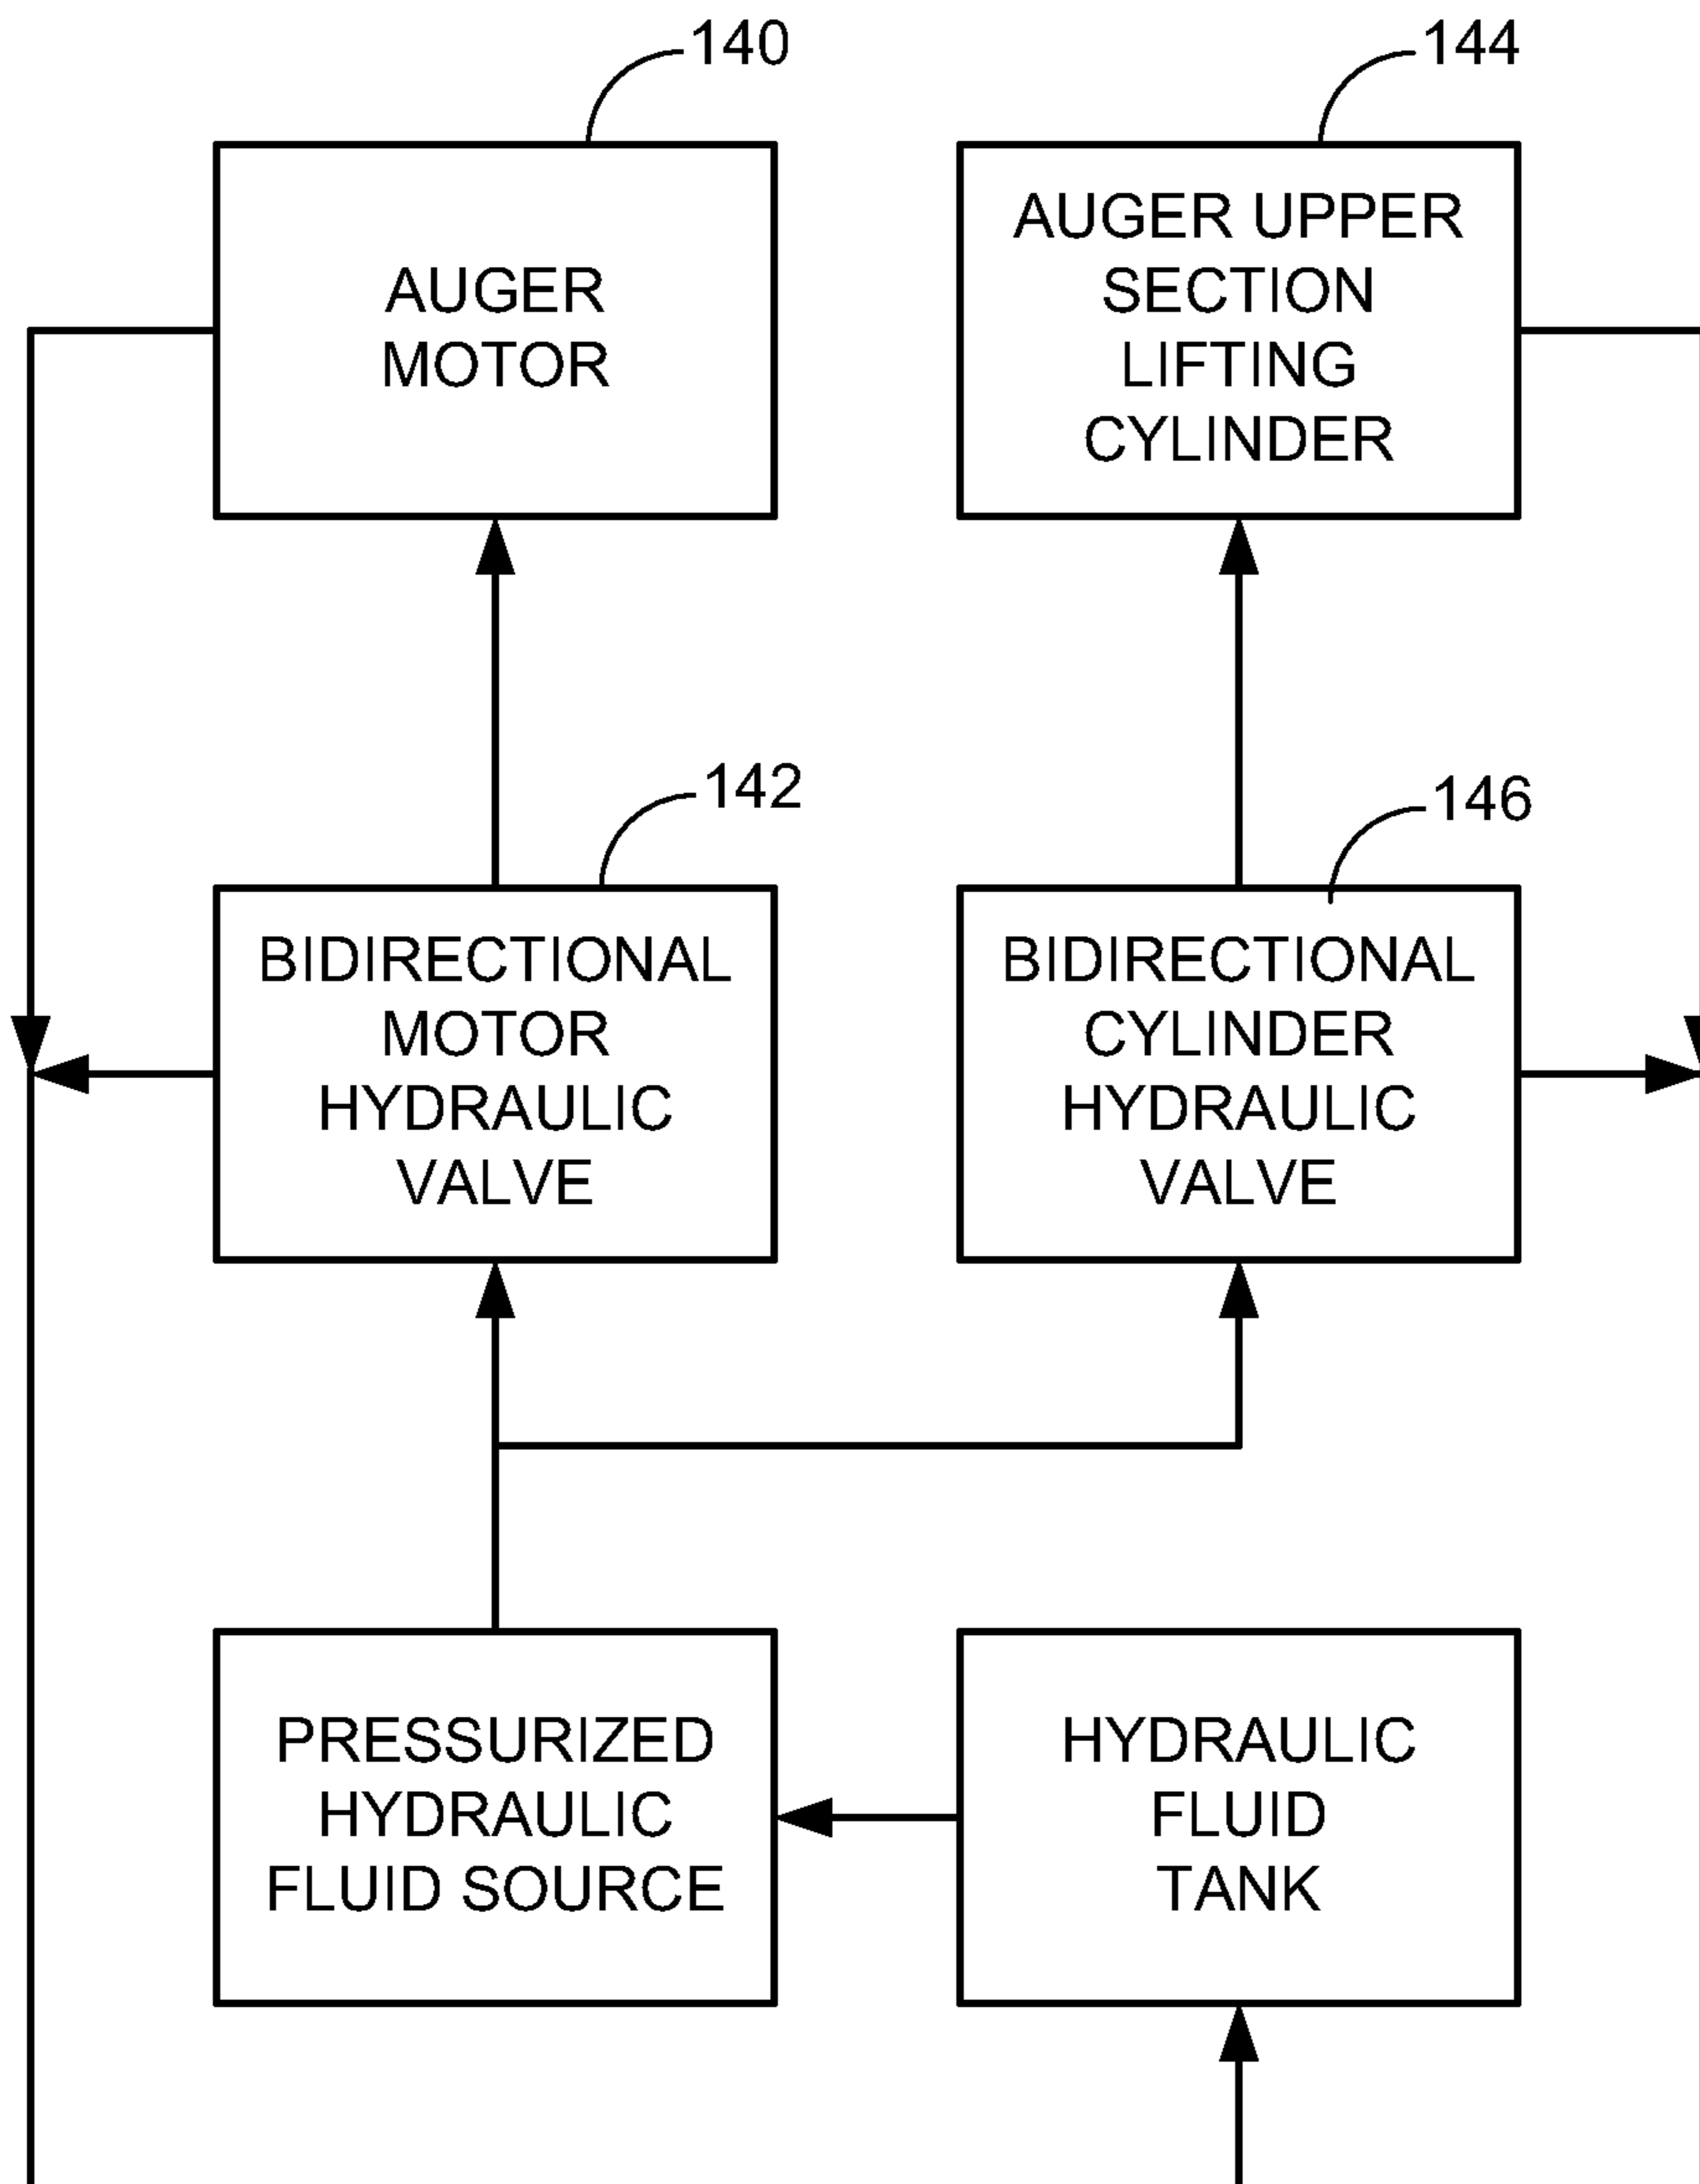 140
144
AUGER
MOTOR
AUGER UPPER
SECTION
LIFTING
CYLINDER
142
146
BIDIRECTIONAL
MOTOR
HYDRAULIC
VALVE
BIDIRECTIONAL
CYLINDER
HYDRAULIC
VALVE
PRESSURIZED
HYDRAULIC
FLUID SOURCE
HYDRAULIC
FLUID
TANK